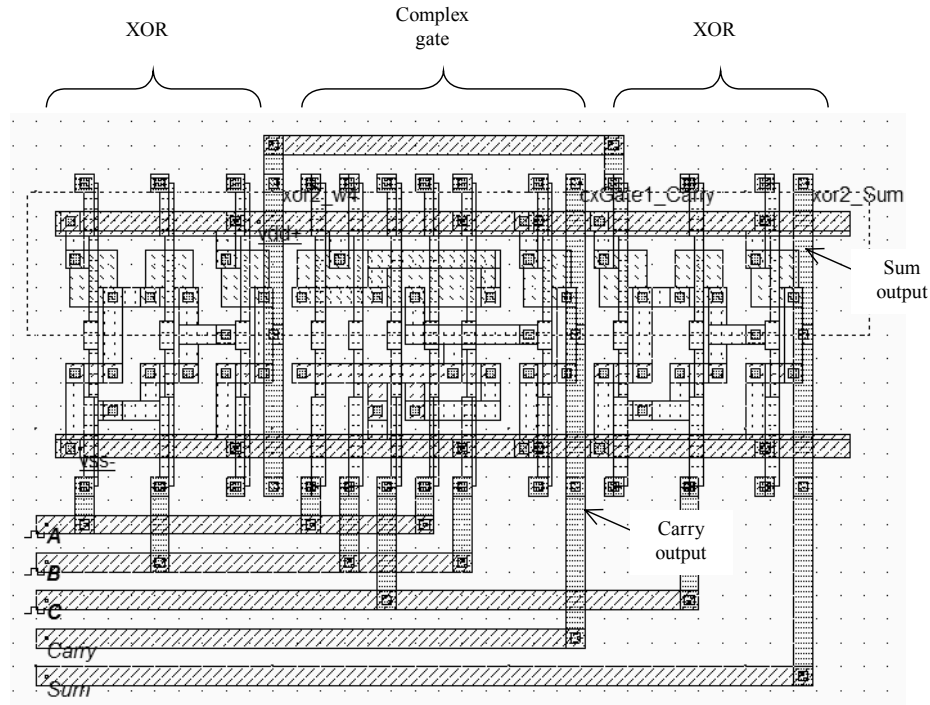 XOR
Complex
gate
XOR
xor2_w4
cxGate1_Carry
xor2_Sum
vdd+
Sum
output
vss-
Carry
output
A
B
C
Carry
Sum